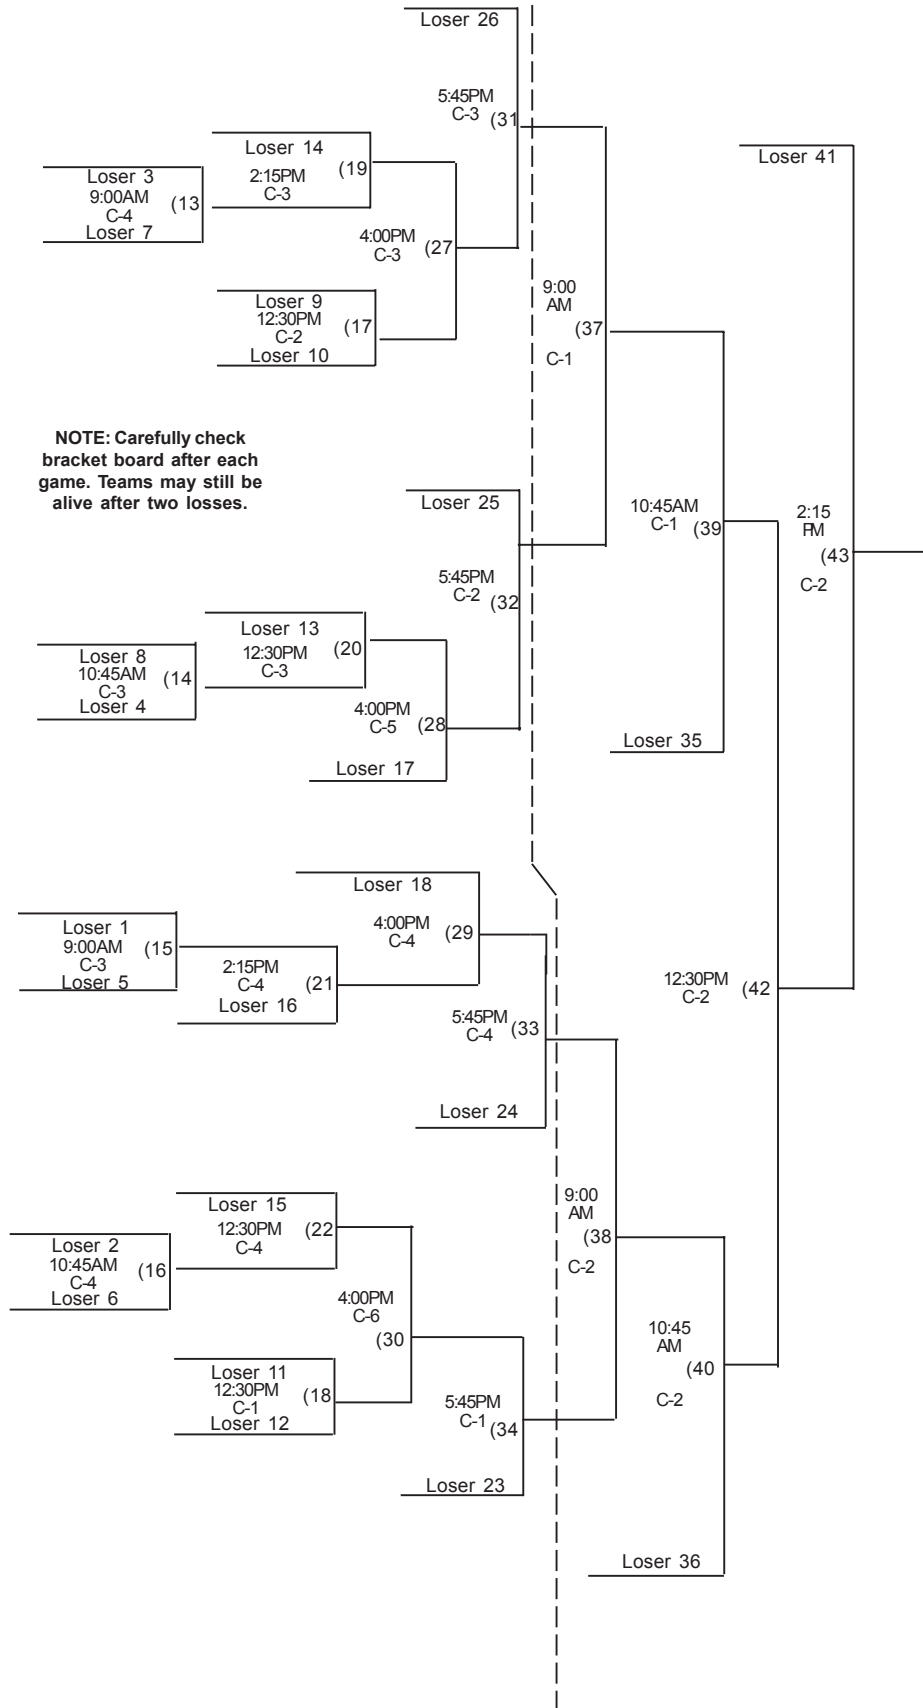 Loser 26
5:45PM
C-3 (31
Loser 14
2:15PM
C-3
(19
Loser 3
9:00AM
C-4
(13
Loser 7
4:00PM
C-3 (27
Loser 9
12:30PM
C-2
(17
Loser 10
9:00
AM
(37
C-1
Loser 41
NOTE: Carefully check
bracket board after each
game. Teams may still be
alive after two losses.
Loser 25
5:45PM
C-2 (32
10:45AM
C-1 (39
2:15
PM
(43
C-2
Loser 13
12:30PM
C-3
(20
Loser 8
10:45AM
C-3
(14
Loser 4
4:00PM
C-5 (28
Loser 17
Loser 35
Loser 18
4:00PM
C-4
(29
Loser 1
9:00AM
C-3
(15
Loser 5
2:15PM
C-4
(21
Loser 16
5:45PM
C-4 (33
Loser 24
12:30PM
C-2
(42
Loser 15
12:30PM
C-4
(22
Loser 2
10:45AM
C-4
(16
Loser 6
4:00PM
C-6
(30
9:00
AM
(38
C-2
Loser 11
12:30PM
C-1
(18
Loser 12
5:45PM
C-1 (34
Loser 23
10:45
AM
(40
C-2
Loser 36